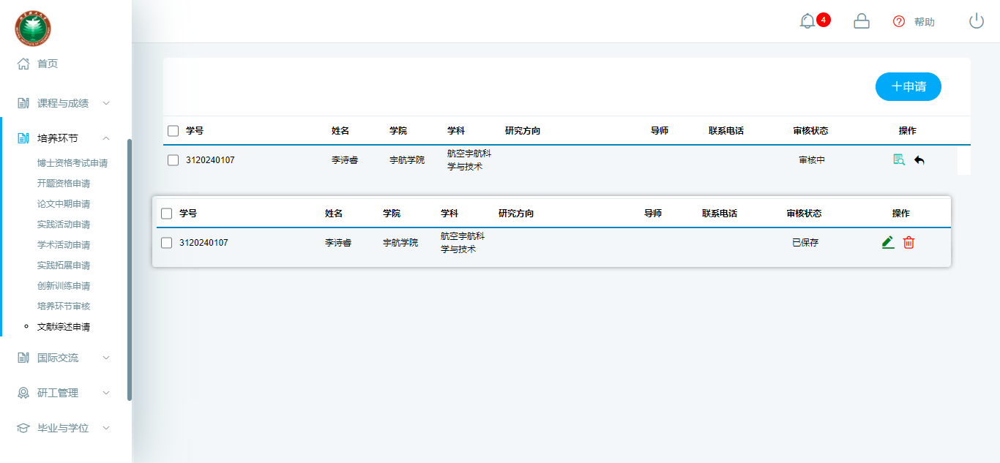 4
帮助
首页
课程与成绩
培养环节
博士资格考试申请
开题资格申请
论文中期申请
实践活动申请
学术活动申请
实践拓展申请
创新训练申请
培养环节审核
文献综述申请
国际交流
研工管理
毕业与学位
十申请
学号 姓名 学院 学科 研究方向 导师 联系电话 审核状态 操作
3120240107 李诗睿 宇航学院 航空宇航科
学与技术 审核中
学号 姓名 学院 学科 研究方向 导师 联系电话 审核状态 操作
3120240107 李诗睿 宇航学院 航空宇航科
学与技术 已保存